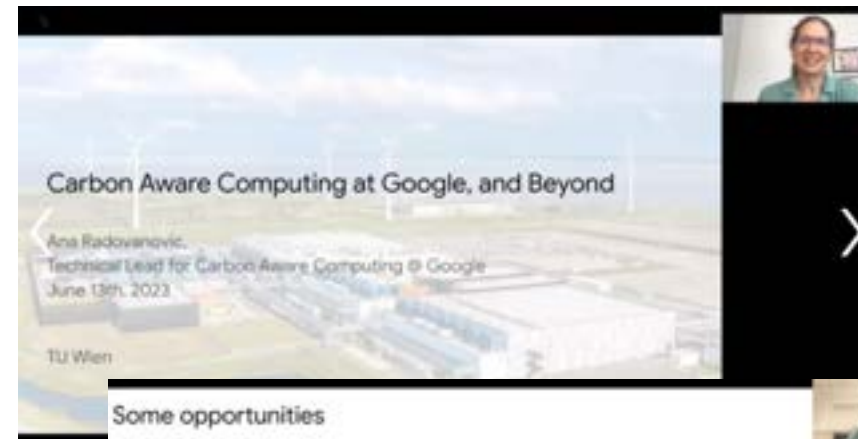 Carbon Aware Computing at Google, and Beyond
Ana Radovanovic,
Technical Lead for Carbon Aware Computing @ Google
June 13th, 2023
TU Wien
Some opportunities